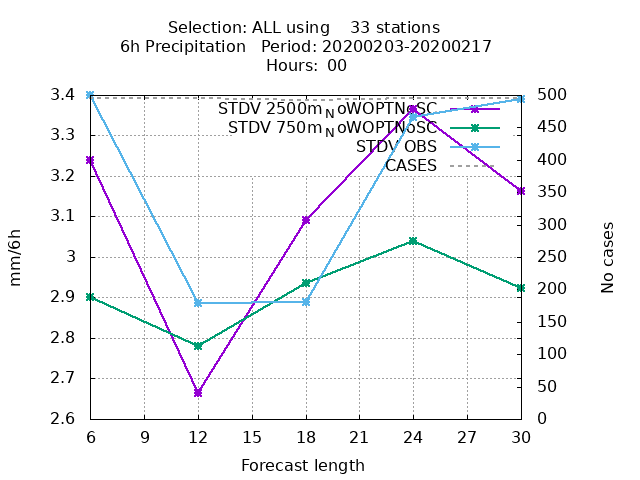 Selection: ALL using    33 stations
6h Precipitation   Period: 20200203-20200217
Hours:  00
STDV 2500m_NoWOPTNoSC
STDV 750m_NoWOPTNoSC
STDV OBS
CASES
mm/6h
3.4
3.3
3.2
3.1
3
2.9
2.8
2.7
2.6
500
450
400
350
300
250
200
150
100
50
0
No cases
6 9 12 15 18 21 24 27 30
Forecast length